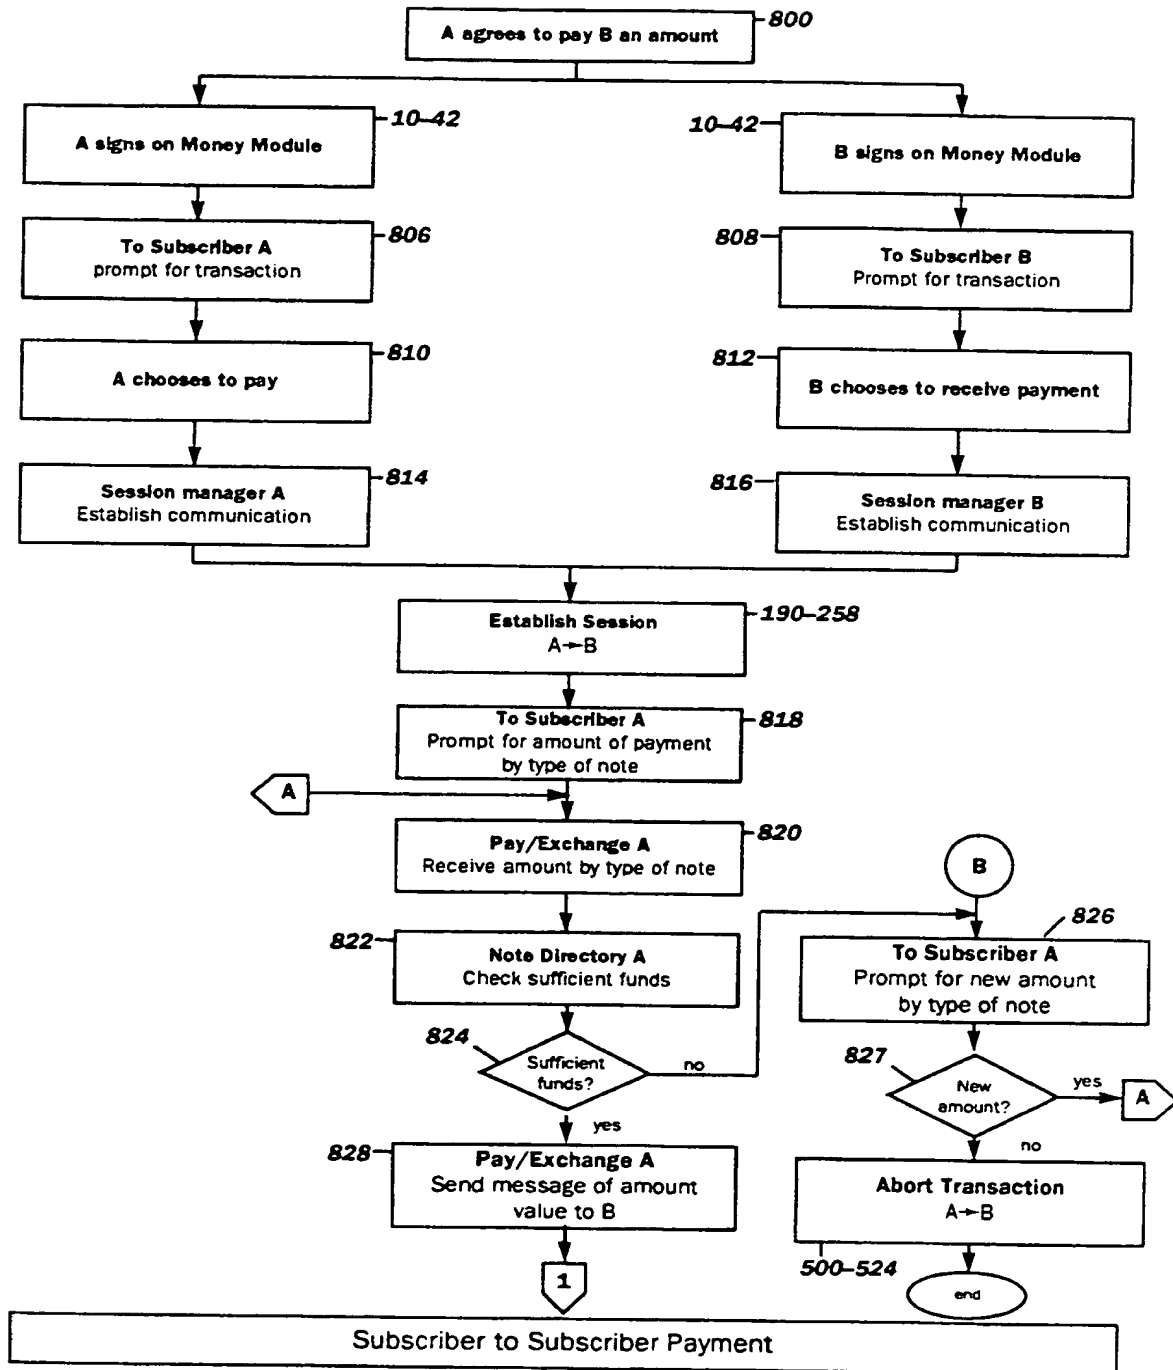 A agrees to pay B an amount
800
A signs on Money Module
10-42
10-42
B signs on Money Module
To Subscriber A
prompt for transaction
806
808
To Subscriber B
Prompt for transaction
A chooses to pay
810
812
B chooses to receive payment
Session manager A
Establish communication
814
816
Session manager B
Establish communication
Establish Session
A→B
190-258
To Subscriber A
Prompt for amount of payment
by type of note
818
A
Pay/Exchange A
Receive amount by type of note
820
B
822
Note Directory A
Check sufficient funds
826
To Subscriber A
Prompt for new amount
by type of note
824
Sufficient
funds?
no
yes
827
New
amount?
yes
A
no
828
Pay/Exchange A
Send message of amount
value to B
Abort Transaction
A→B
500-524
end
1
Subscriber to Subscriber Payment